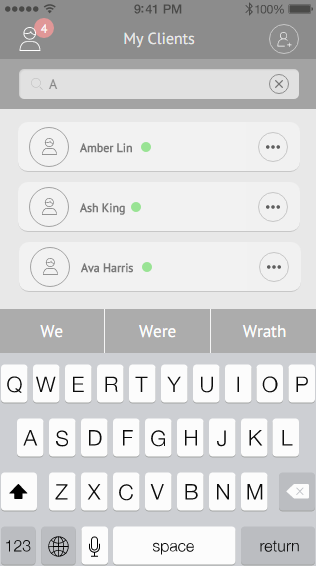 9:41 PM 100%
4
My Clients
A
Amber Lin
Ash King
Ava Harris
We Were Wrath
Q W E R T Y U I O P
A S D F G H J K L
Z X C V B N M
123 space return